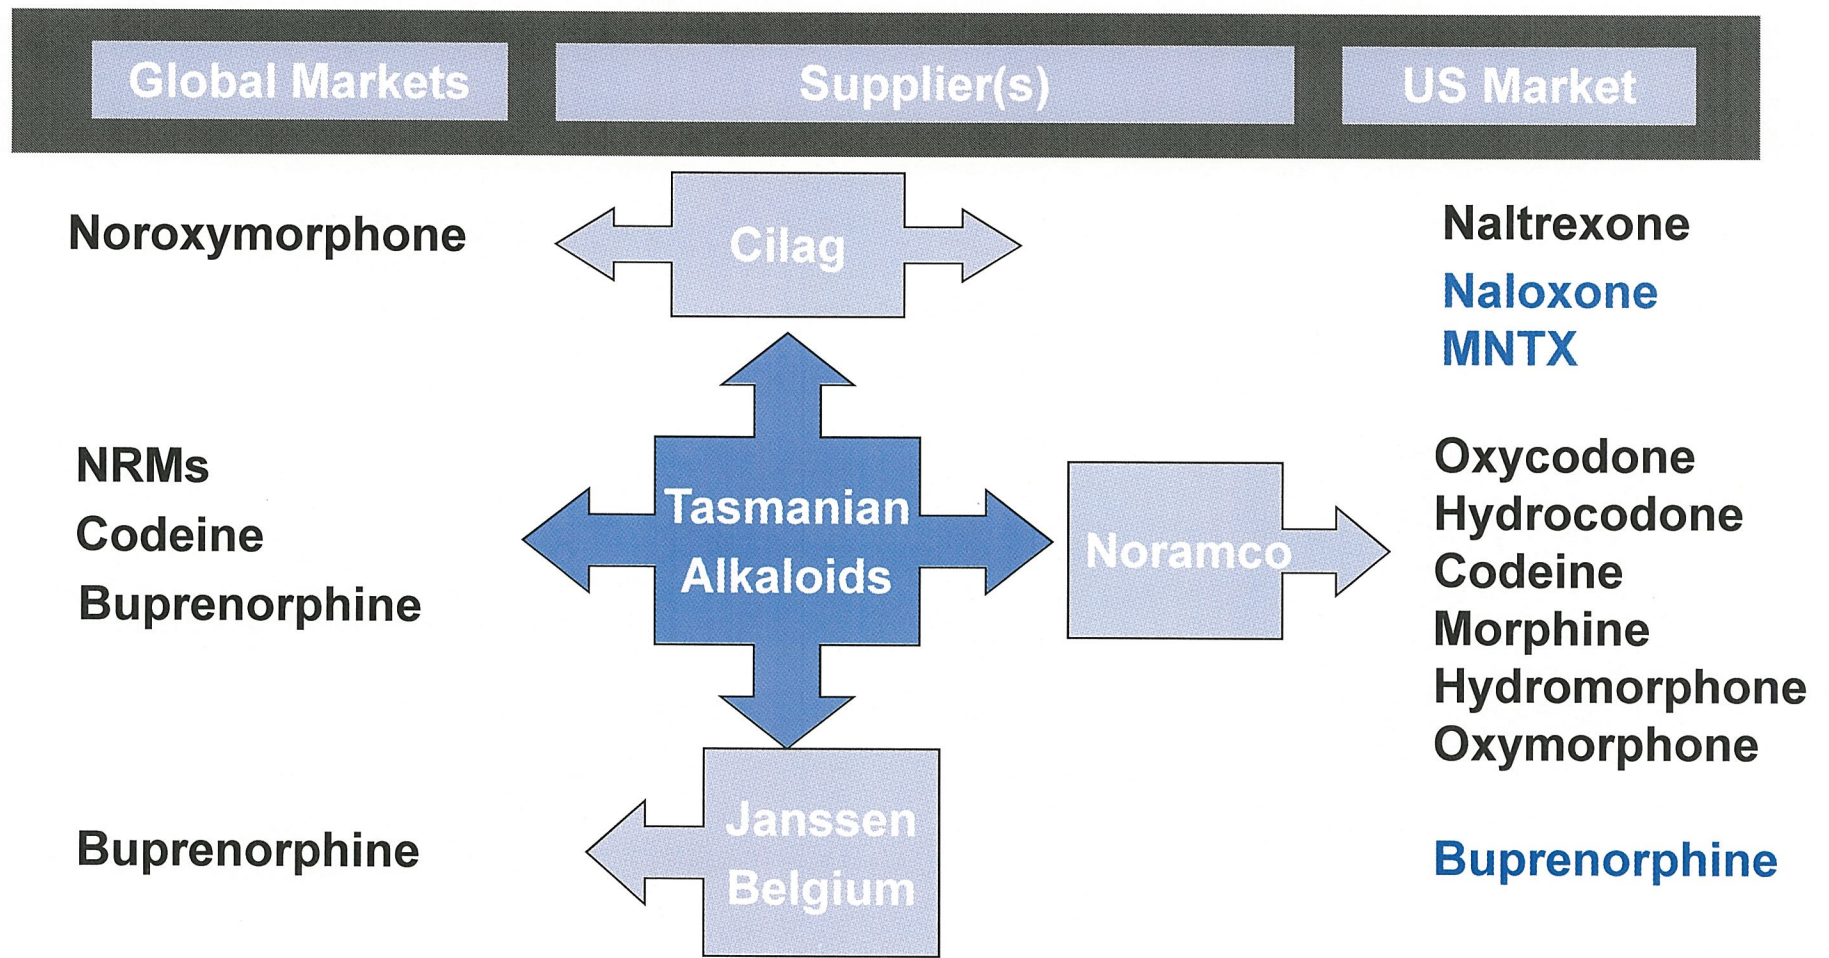 Global Markets
Supplier(s)
US Market
Noroxymorphone
Cilag
Naltrexone
Naloxone
MNTX
NRMs
Codeine
Buprenorphine
Tasmanian
Alkaloids
Noramco
Oxycodone
Hydrocodone
Codeine
Morphine
Hydromorphone
Oxymorphone
Buprenorphine
Janssen
Belgium
Buprenorphine